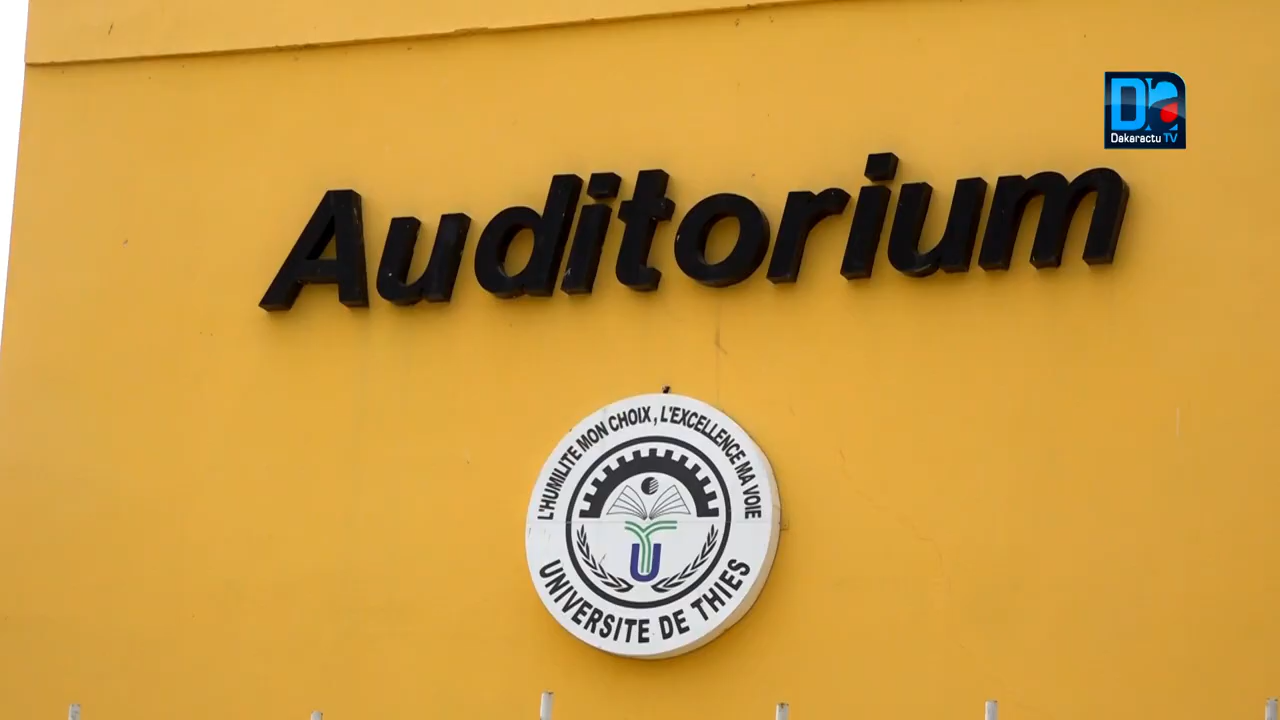 Dakaractu TV
Auditorium
L'HUMILITE MON CHOIX, L'EXCELLENCE MA VOIE
UNIVERSITE DE THIES